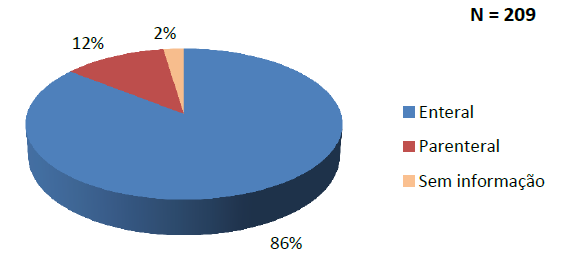 N = 209
12%
2%
Enteral
Parenteral
Sem informação
86%